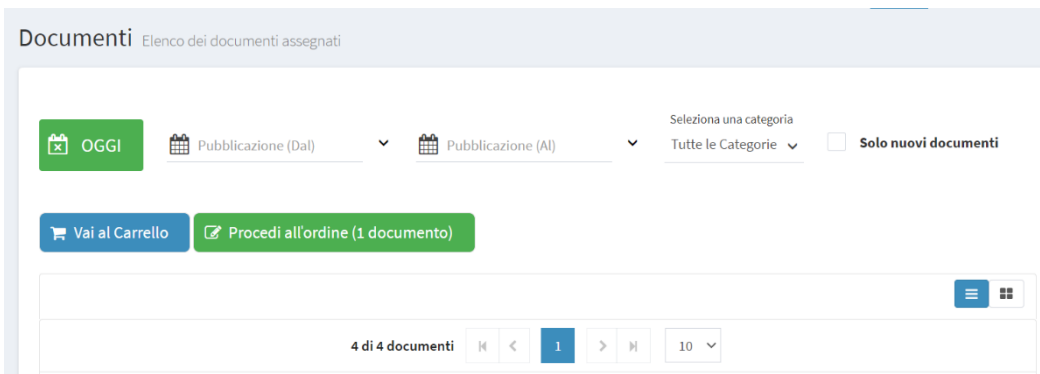 Documenti Elenco dei documenti assegnati
Seleziona una categoria
OGGI Pubblicazione (Dal) Pubblicazione (Al) Tutte le Categorie Solo nuovi documenti
Vai al Carrello Procedi all'ordine (1 documento)
4 di 4 documenti 1 10